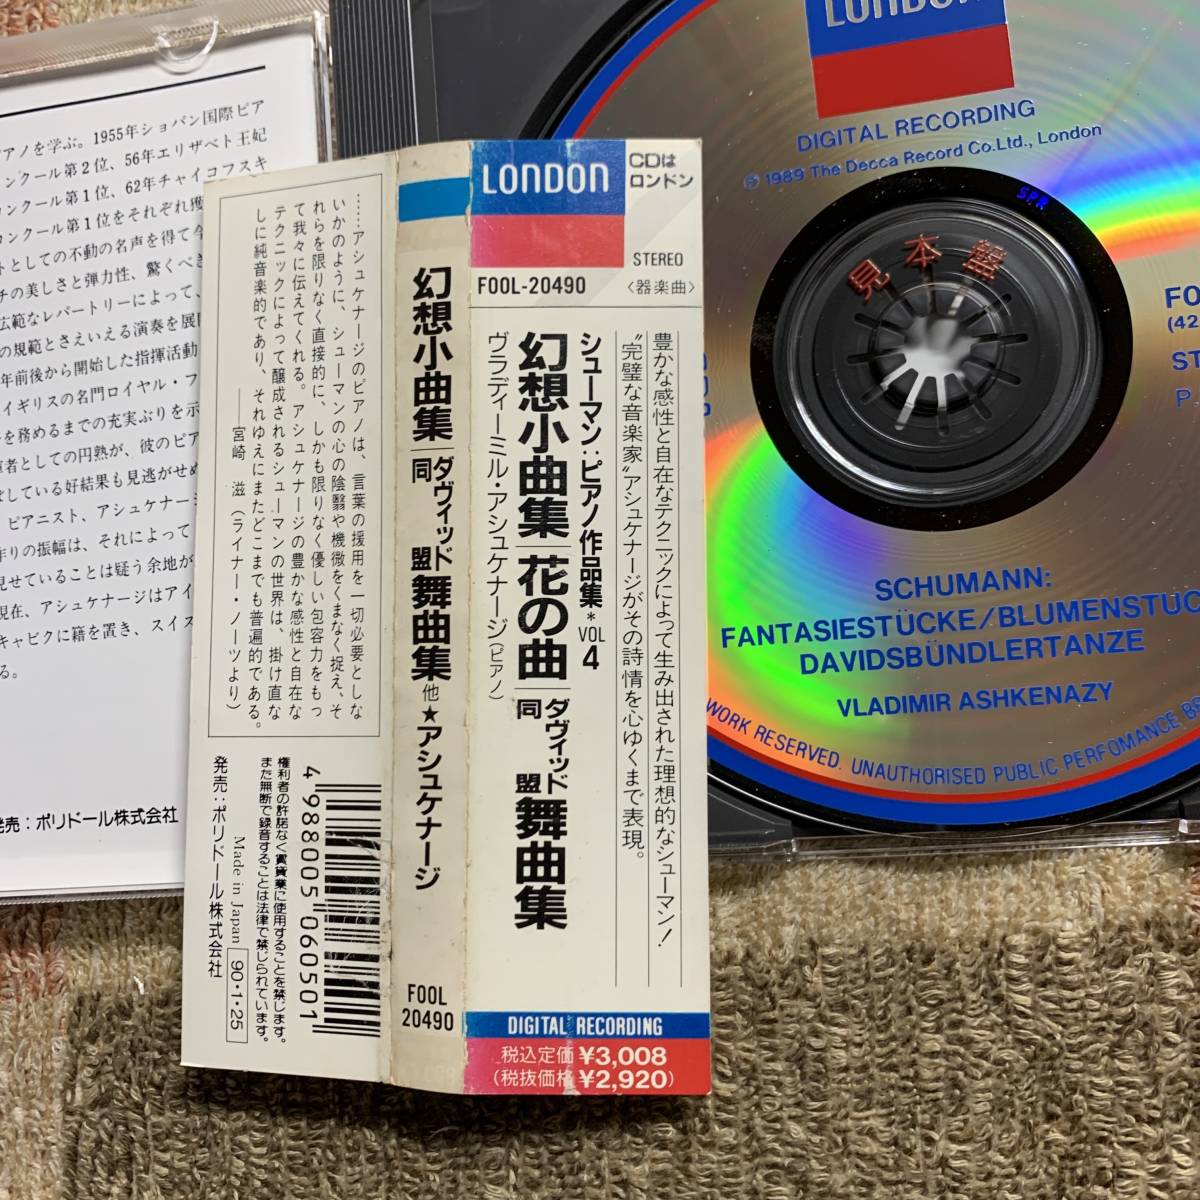 アノを学ぶ。1955年ショパン国際ピア
ンクール第2位、56年エリザベト王妃
ンクール第1位、62年チャイコフスキ
ンクール第1位をそれぞれ獲
トとしての不動の名声を得て今
チの美しさと弾力性、驚くべき
広範なレパートリーによって、
の規範とさえいえる演奏を展
年前後から開始した指揮活動
イギリスの名門ロイヤル・フ
を務めるまでの充実ぶりを示
者としての円熟が、彼のピア
ぼしている好結果も見逃がせぬ
ピアニスト、アシュケナージ
作りの振幅は、それによって
見せていることは疑う余地が
現在、アシュケナージはアイ
キャビクに籍を置き、スイス
る。
発売：ポリドール株式会社
……アシュケナージのピアノは、言葉の援用を一切必要としな
いかのように、シューマンの心の陰翳や機微をくまなく捉え、そ
れらを限りなく直接的に、しかも限りなく優しい包容力をもっ
て我々に伝えてくれる。アシュケナージの豊かな感性と自在な
テクニックによって醸成されるシューマンの世界は、掛け値な
しに純音楽的であり、それゆえにまたどこまでも普遍的である。
——宮崎 滋（ライナー・ノーツより）
4 988005 060501
権利者の許諾なく賃貸業に使用することを禁じます。
また無断で録音することは法律で禁じられています。
Made in Japan 90・1・25
発売：ポリドール株式会社
幻想小曲集 ダヴィッド同盟舞曲集 他★アシュケナージ
FOOL
20490
LONDON
CDは
ロンドン
STEREO
FOOL-20490
〈器楽曲〉
豊かな感性と自在なテクニックによって生み出された理想的なシューマン！
“完璧な音楽家”アシュケナージがその詩情を心ゆくまで表現。
シューマン：ピアノ作品集＊VOL 4
幻想小曲集 花の曲 ダヴィッド同盟舞曲集
ヴラディーミル・アシュケナージ(ピアノ)
DIGITAL RECORDING
税込定価 ¥3,008
(税抜価格 ¥2,920)
LONDON
DIGITAL RECORDING
℗ 1989 The Decca Record Co.Ltd., London
SPR
見本盤
FO
(42
ST
P.
SCHUMANN:
FANTASIESTÜCKE/BLUMENSTÜC
DAVIDSBÜNDLERTANZE
VLADIMIR ASHKENAZY
WORK RESERVED. UNAUTHORISED PUBLIC PERFOMANCE BR